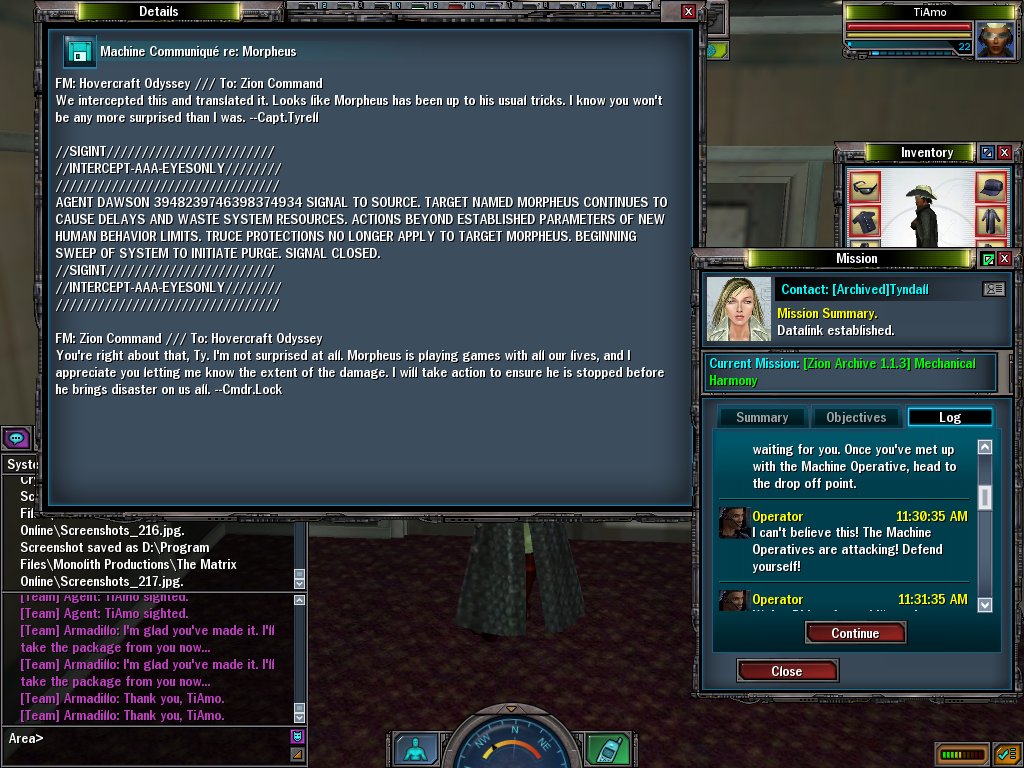 Details
TiAmo
22
Machine Communiqué re: Morpheus
FM: Hovercraft Odyssey /// To: Zion Command
We intercepted this and translated it. Looks like Morpheus has been up to his usual tricks. I know you won't
be any more surprised than I was. --Capt.Tyrell
//SIGINT////////////////////////
//INTERCEPT-AAA-EYESONLY////////
////////////////////////////////
AGENT DAWSON 3948239746398374934 SIGNAL TO SOURCE. TARGET NAMED MORPHEUS CONTINUES TO
CAUSE DELAYS AND WASTE SYSTEM RESOURCES. ACTIONS BEYOND ESTABLISHED PARAMETERS OF NEW
HUMAN BEHAVIOR LIMITS. TRUCE PROTECTIONS NO LONGER APPLY TO TARGET MORPHEUS. BEGINNING
SWEEP OF SYSTEM TO INITIATE PURGE. SIGNAL CLOSED.
//SIGINT////////////////////////
//INTERCEPT-AAA-EYESONLY////////
////////////////////////////////
FM: Zion Command /// To: Hovercraft Odyssey
You're right about that, Ty. I'm not surprised at all. Morpheus is playing games with all our lives, and I
appreciate you letting me know the extent of the damage. I will take action to ensure he is stopped before
he brings disaster on us all. --Cmdr.Lock
Inventory
Mission
Contact: [Archived]Tyndall
Mission Summary.
Datalink established.
Current Mission: [Zion Archive 1.1.3] Mechanical
Harmony
Summary
Objectives
Log
waiting for you. Once you've met up
with the Machine Operative, head to
the drop off point.
Operator 11:30:35 AM
I can't believe this! The Machine
Operatives are attacking! Defend
yourself!
Operator 11:31:35 AM
Continue
Close
Online\Screenshots_216.jpg.
Screenshot saved as D:\Program
Files\Monolith Productions\The Matrix
Online\Screenshots_217.jpg.
[Team] Agent: TiAmo sighted.
[Team] Agent: TiAmo sighted.
[Team] Armadillo: I'm glad you've made it. I'll
take the package from you now...
[Team] Armadillo: I'm glad you've made it. I'll
take the package from you now...
[Team] Armadillo: Thank you, TiAmo.
[Team] Armadillo: Thank you, TiAmo.
Area>
NW N NE